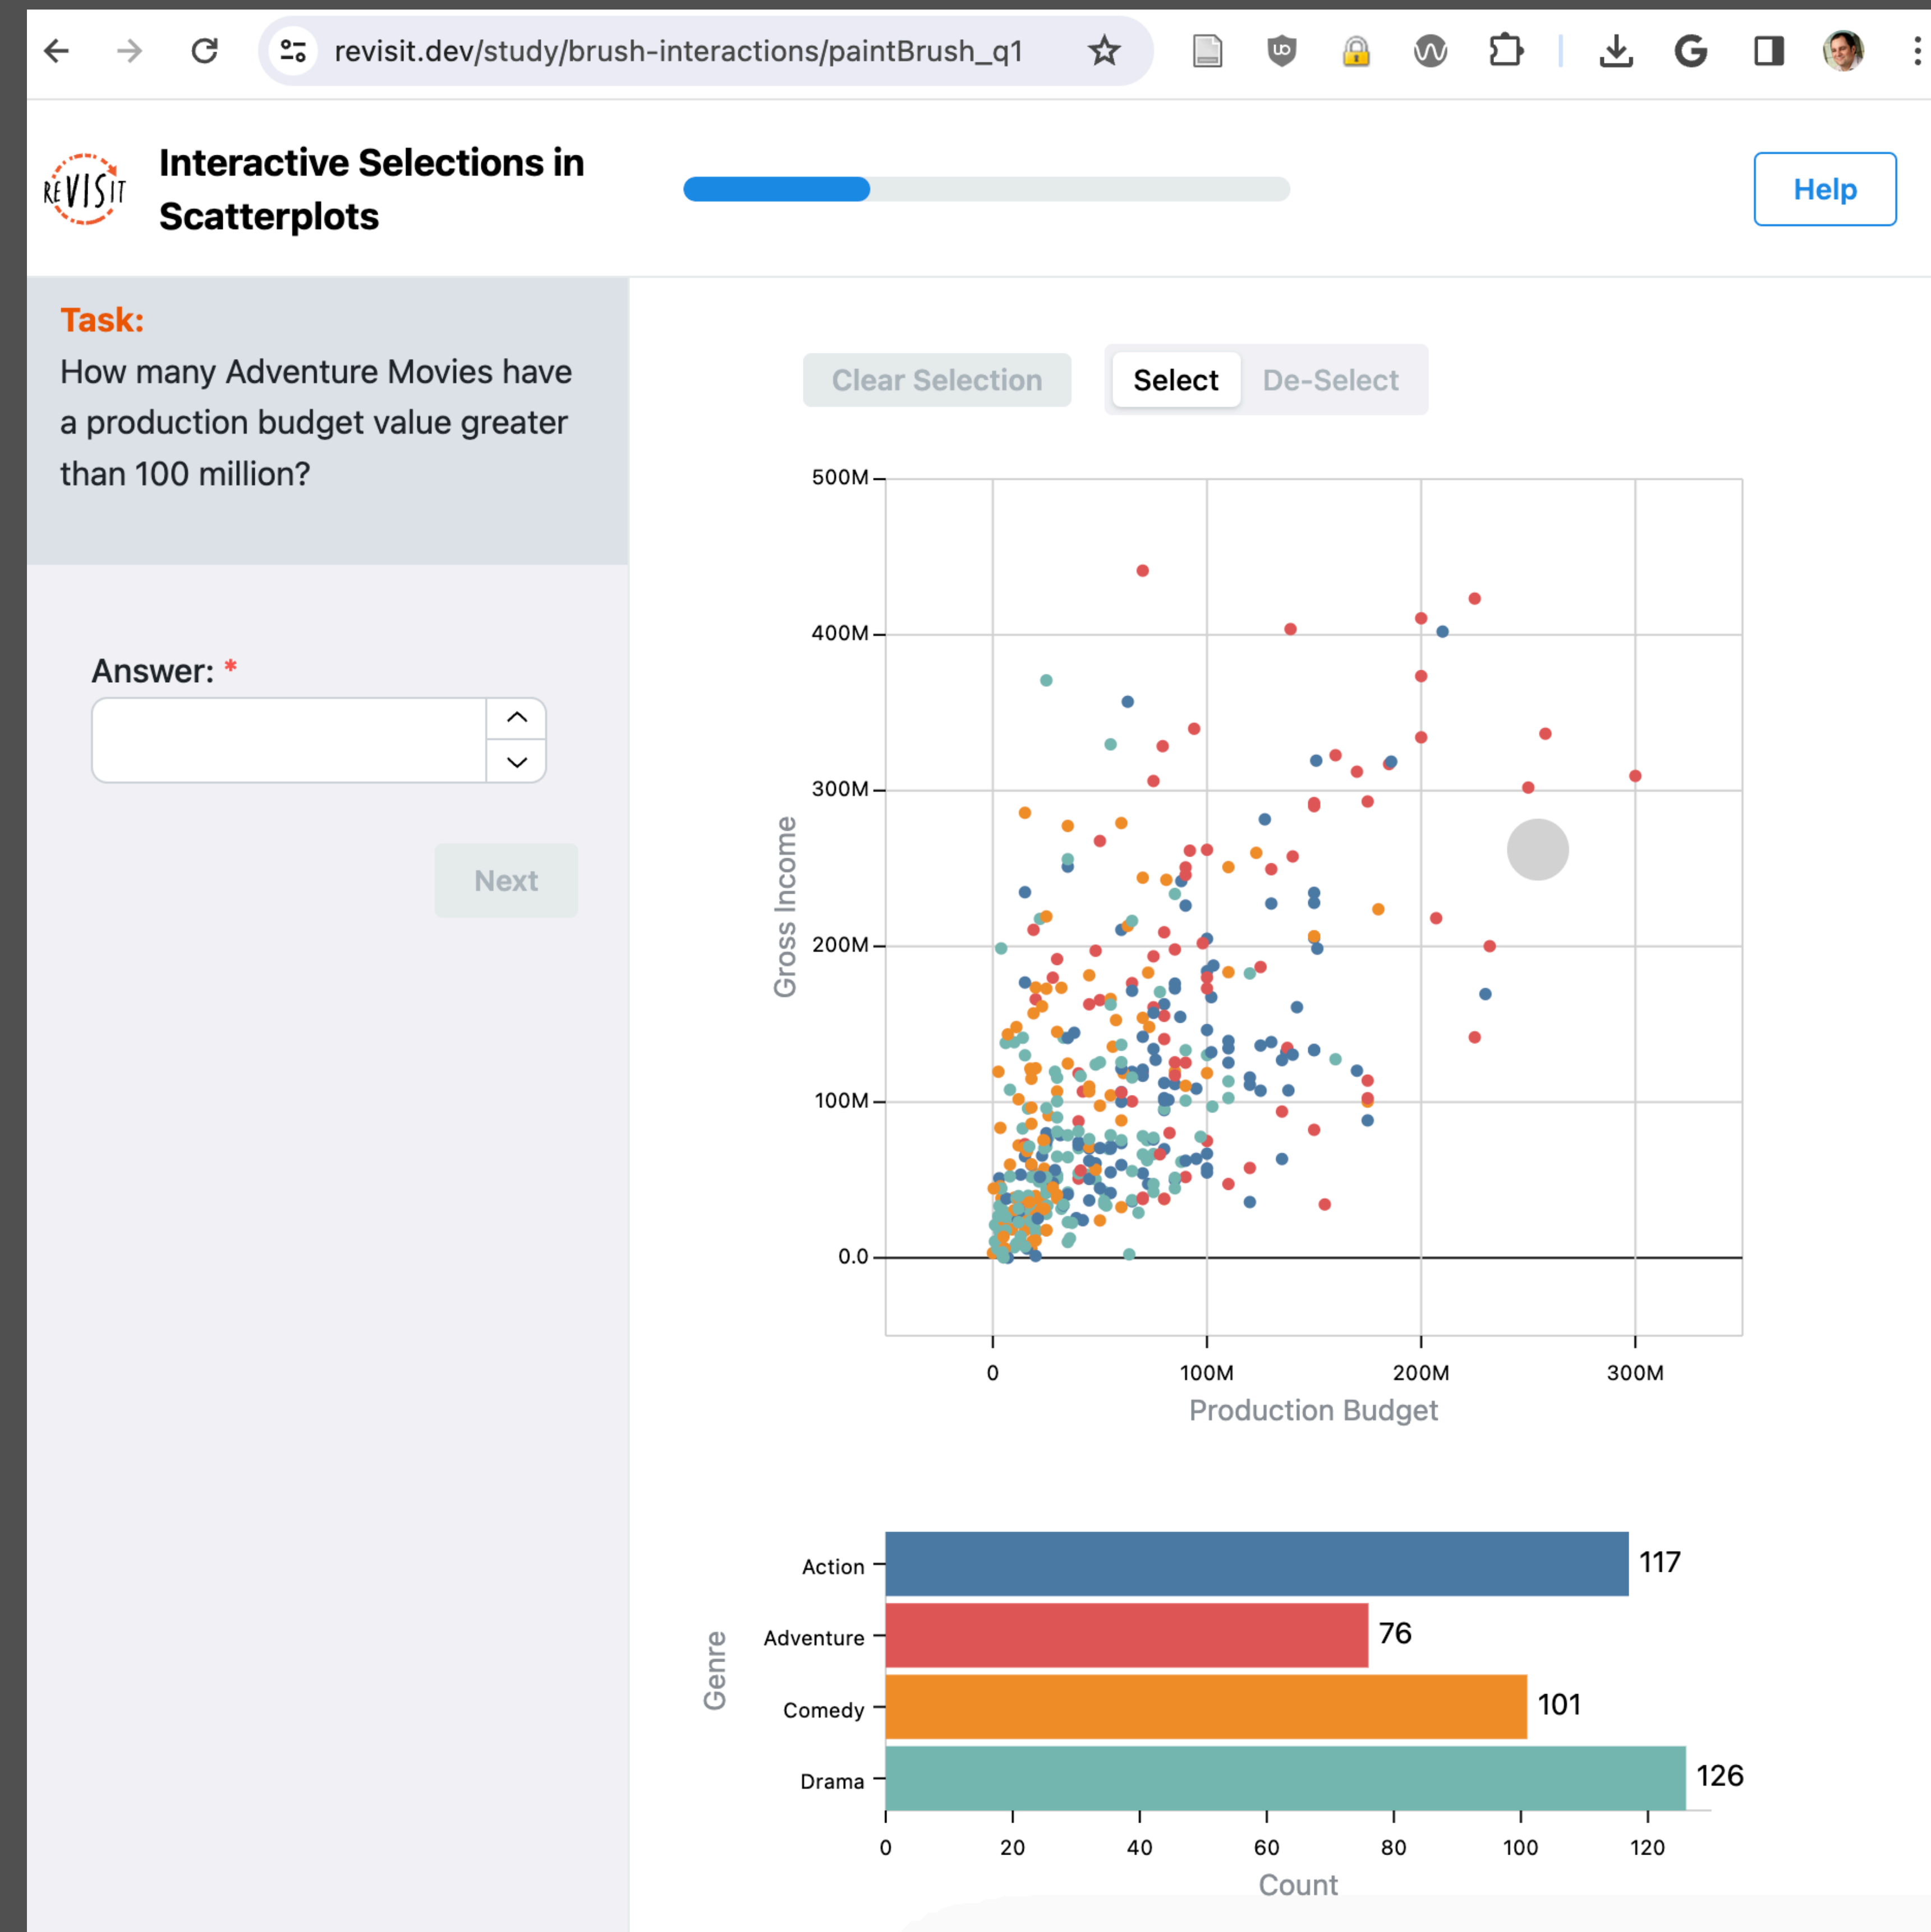 revisit.dev/study/brush-interactions/paintBrush_q1
REVISIT
Interactive Selections in
Scatterplots
Help
Task:
How many Adventure Movies have
a production budget value greater
than 100 million?
Answer: *
Next
Clear Selection
Select
De-Select
500M
400M
300M
200M
100M
0.0
Gross Income
0
100M
200M
300M
Production Budget
Action
117
Adventure
76
Comedy
101
Drama
126
Genre
0
20
40
60
80
100
120
Count